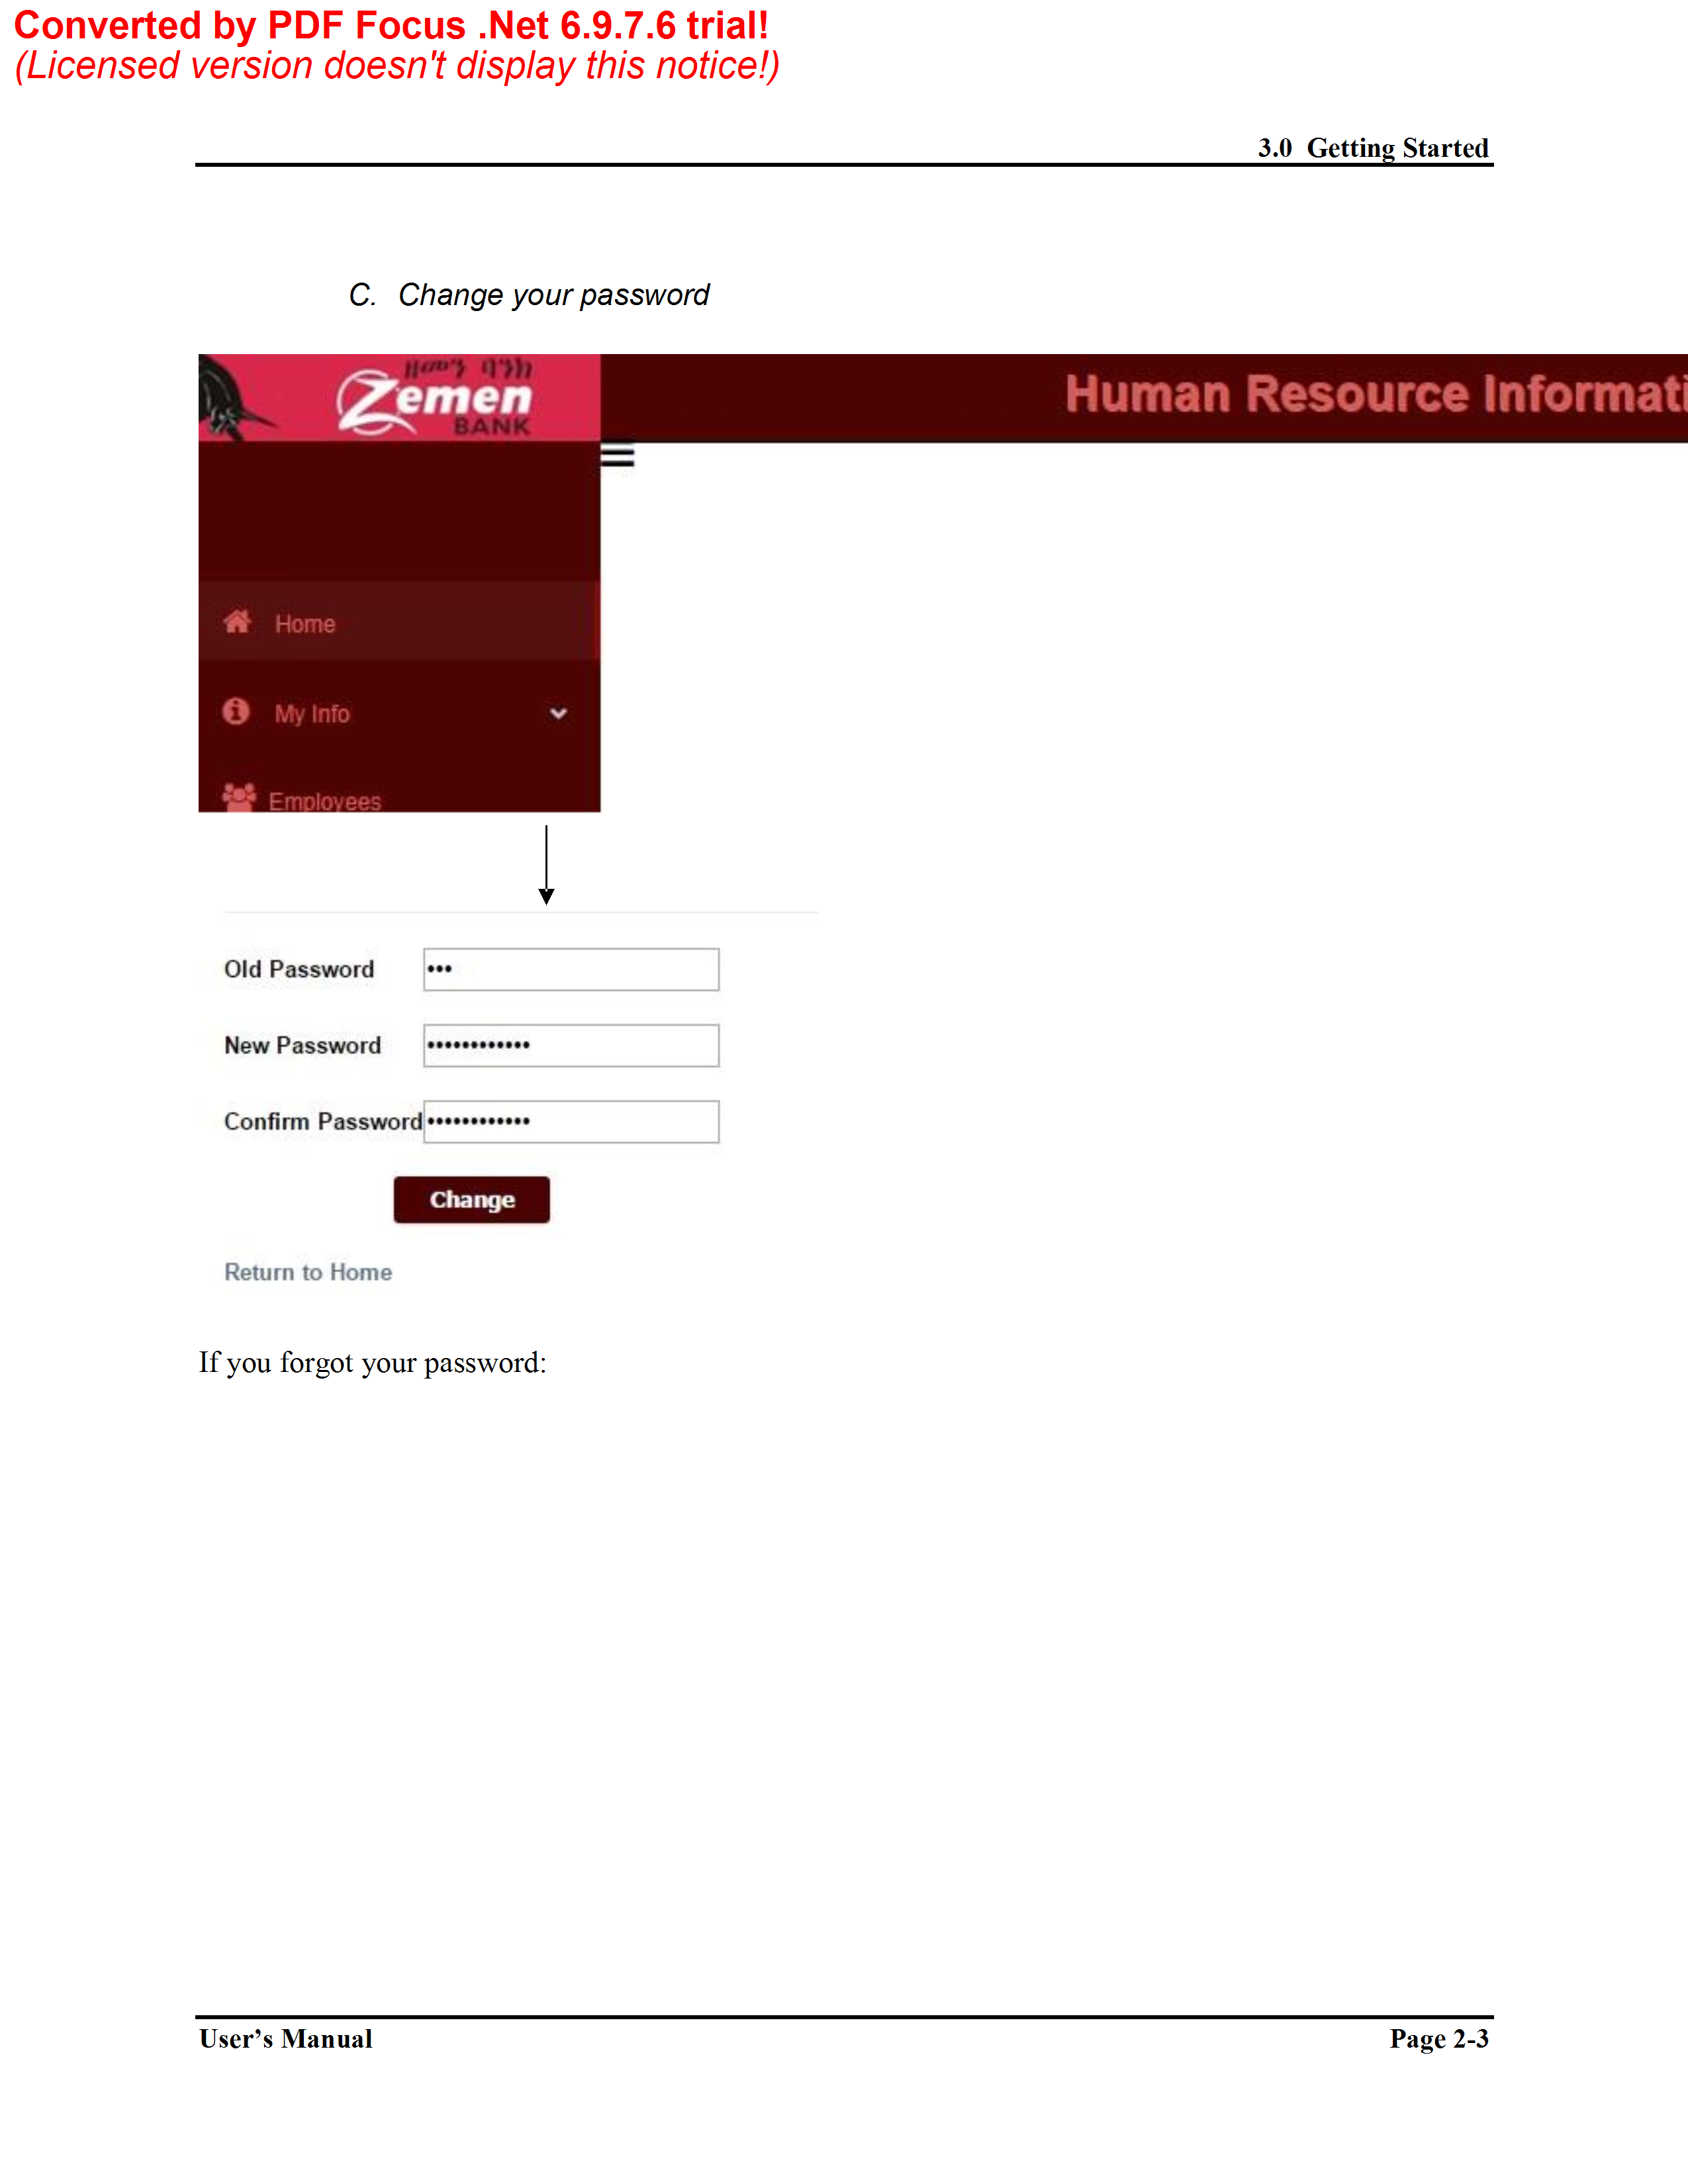 Converted by PDF Focus .Net 6.9.7.6 trial!
(Licensed version doesn't display this notice!)
3.0 Getting Started
C. Change your password
ዘመን ባንክ
Zemen
BANK
Human Resource Informati
Home
My Info
Employees
Old Password •••
New Password ••••••••••••
Confirm Password ••••••••••••
Change
Return to Home
If you forgot your password:
User’s Manual Page 2-3